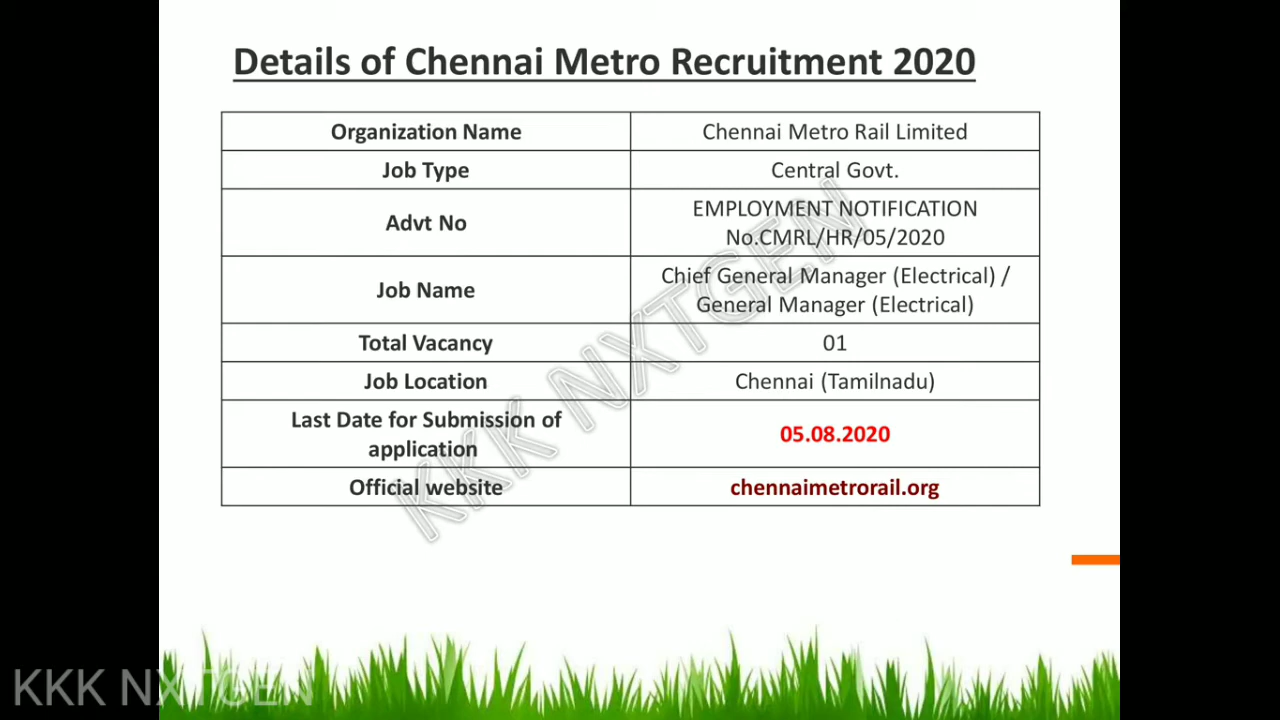 Details of Chennai Metro Recruitment 2020
Organization Name
Chennai Metro Rail Limited
Job Type
Central Govt.
Advt No
EMPLOYMENT NOTIFICATION
No.CMRL/HR/05/2020
Job Name
Chief General Manager (Electrical) /
General Manager (Electrical)
Total Vacancy
01
Job Location
Chennai (Tamilnadu)
Last Date for Submission of
application
05.08.2020
Official website
chennaimetrorail.org
KKK NXTGEN
KKK NXTGEN